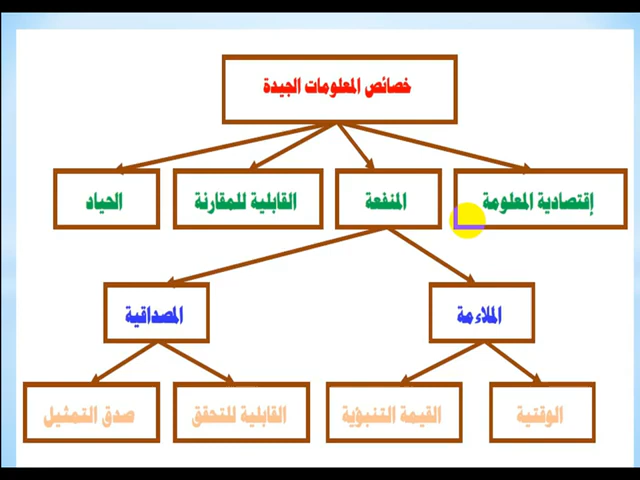 خصائص المعلومات الجيدة
إقتصادية المعلومة
المنفعة
القابلية للمقارنة
الحياد
الملاءمة
المصداقية
الوقتية
القيمة التنبؤية
القابلية للتحقق
صدق التمثيل